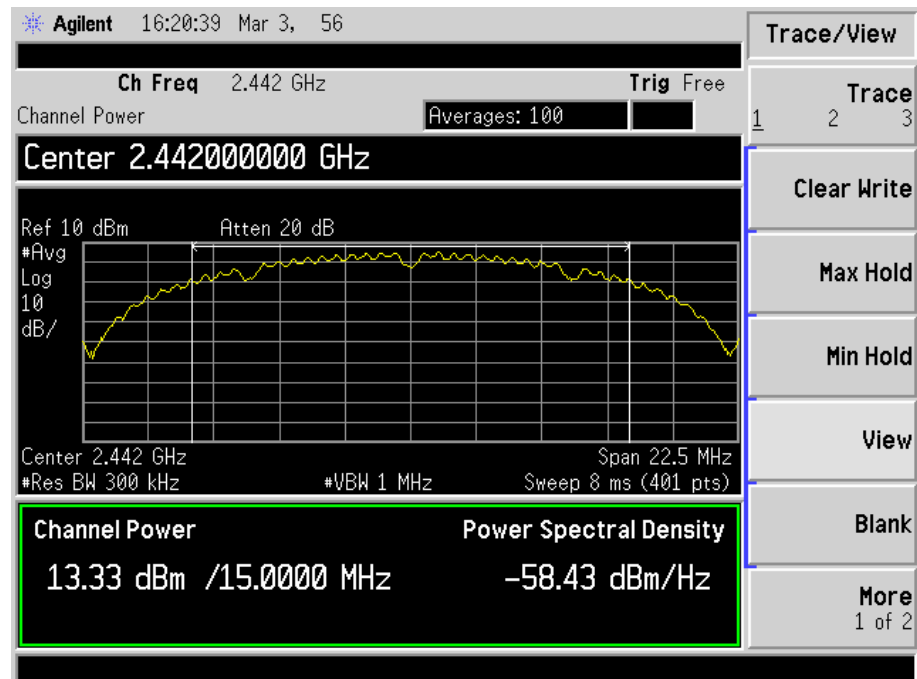 Agilent 16:20:39 Mar 3, 56
Trace/View
Ch Freq 2.442 GHz Trig Free
Channel Power Averages: 100
Trace
1 2 3
Center 2.442000000 GHz
Clear Write
Ref 10 dBm Atten 20 dB
#Avg
Log
10
dB/
Max Hold
Min Hold
View
Center 2.442 GHz Span 22.5 MHz
#Res BW 300 kHz #VBW 1 MHz Sweep 8 ms (401 pts)
Channel Power Power Spectral Density
13.33 dBm /15.0000 MHz -58.43 dBm/Hz
Blank
More
1 of 2